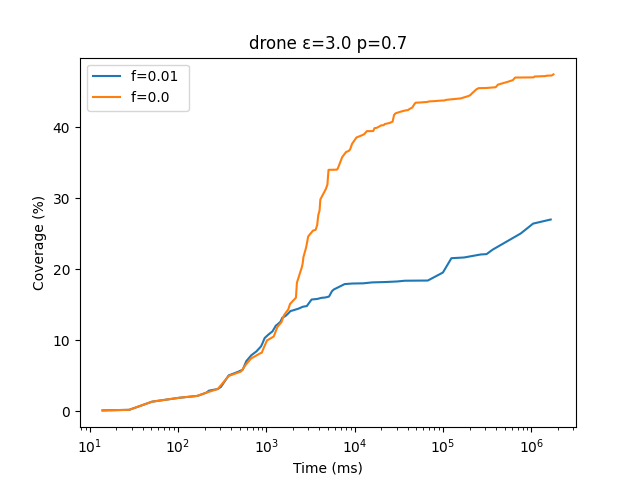 drone ε=3.0 p=0.7
f=0.01
f=0.0
Coverage (%)
40
30
20
10
0
10¹ 10² 10³ 10⁴ 10⁵ 10⁶
Time (ms)